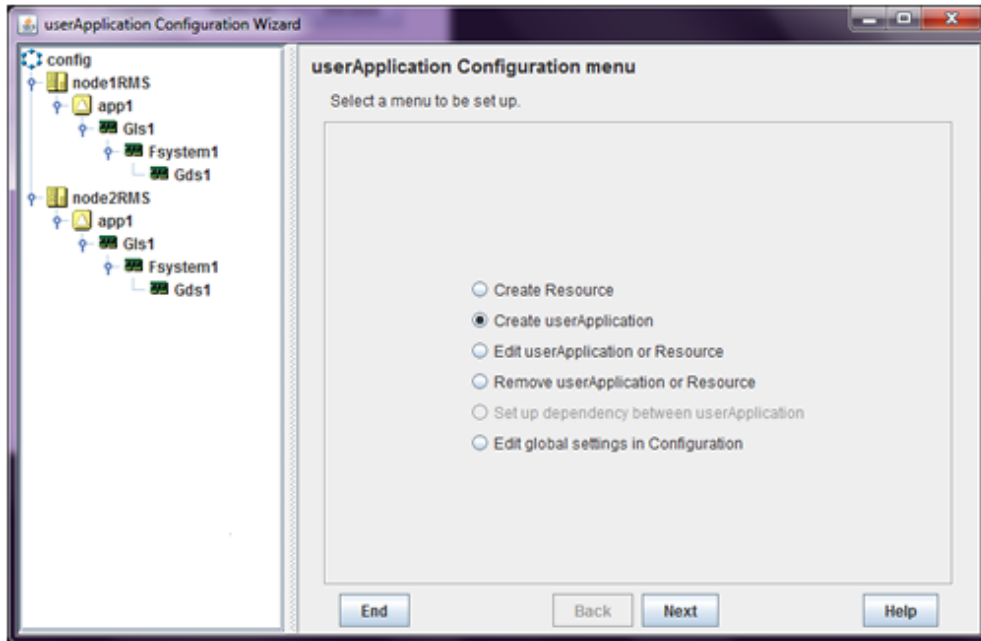 userApplication Configuration Wizard
config
node1RMS
app1
Gls1
Fsystem1
Gds1
node2RMS
app1
Gls1
Fsystem1
Gds1
userApplication Configuration menu
Select a menu to be set up.
Create Resource
Create userApplication
Edit userApplication or Resource
Remove userApplication or Resource
Set up dependency between userApplication
Edit global settings in Configuration
End Back Next Help